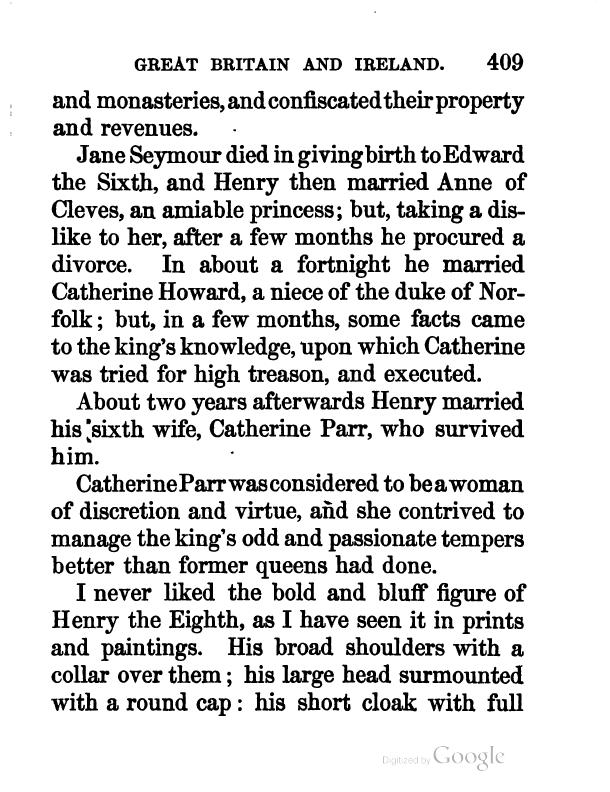 GREAT BRITAIN AND IRELAND. 409
and monasteries, and confiscated their property
and revenues.
Jane Seymour died in giving birth to Edward
the Sixth, and Henry then married Anne of
Cleves, an amiable princess; but, taking a dis-
like to her, after a few months he procured a
divorce. In about a fortnight he married
Catherine Howard, a niece of the duke of Nor-
folk; but, in a few months, some facts came
to the king's knowledge, upon which Catherine
was tried for high treason, and executed.
About two years afterwards Henry married
his sixth wife, Catherine Parr, who survived
him.
Catherine Parr was considered to be a woman
of discretion and virtue, and she contrived to
manage the king's odd and passionate tempers
better than former queens had done.
I never liked the bold and bluff figure of
Henry the Eighth, as I have seen it in prints
and paintings. His broad shoulders with a
collar over them; his large head surmounted
with a round cap: his short cloak with full
Digitized by Google